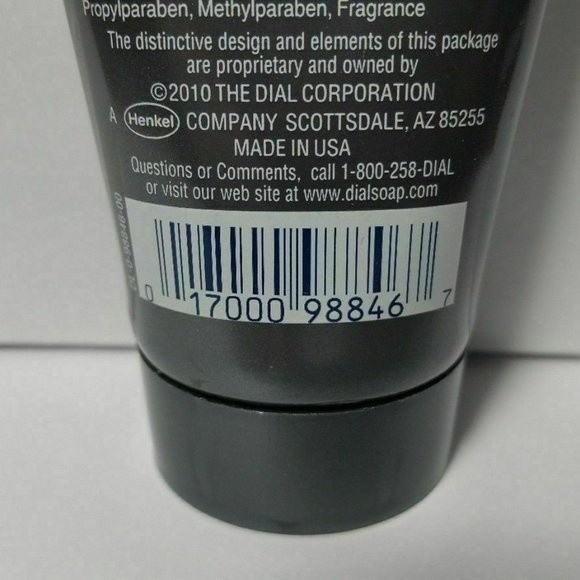 Propylparaben, Methylparaben, Fragrance
The distinctive design and elements of this package
are proprietary and owned by
©2010 THE DIAL CORPORATION
A Henkel COMPANY SCOTTSDALE, AZ 85255
MADE IN USA
Questions or Comments, call 1-800-258-DIAL
or visit our web site at www.dialsoap.com
0 17000 98846 7